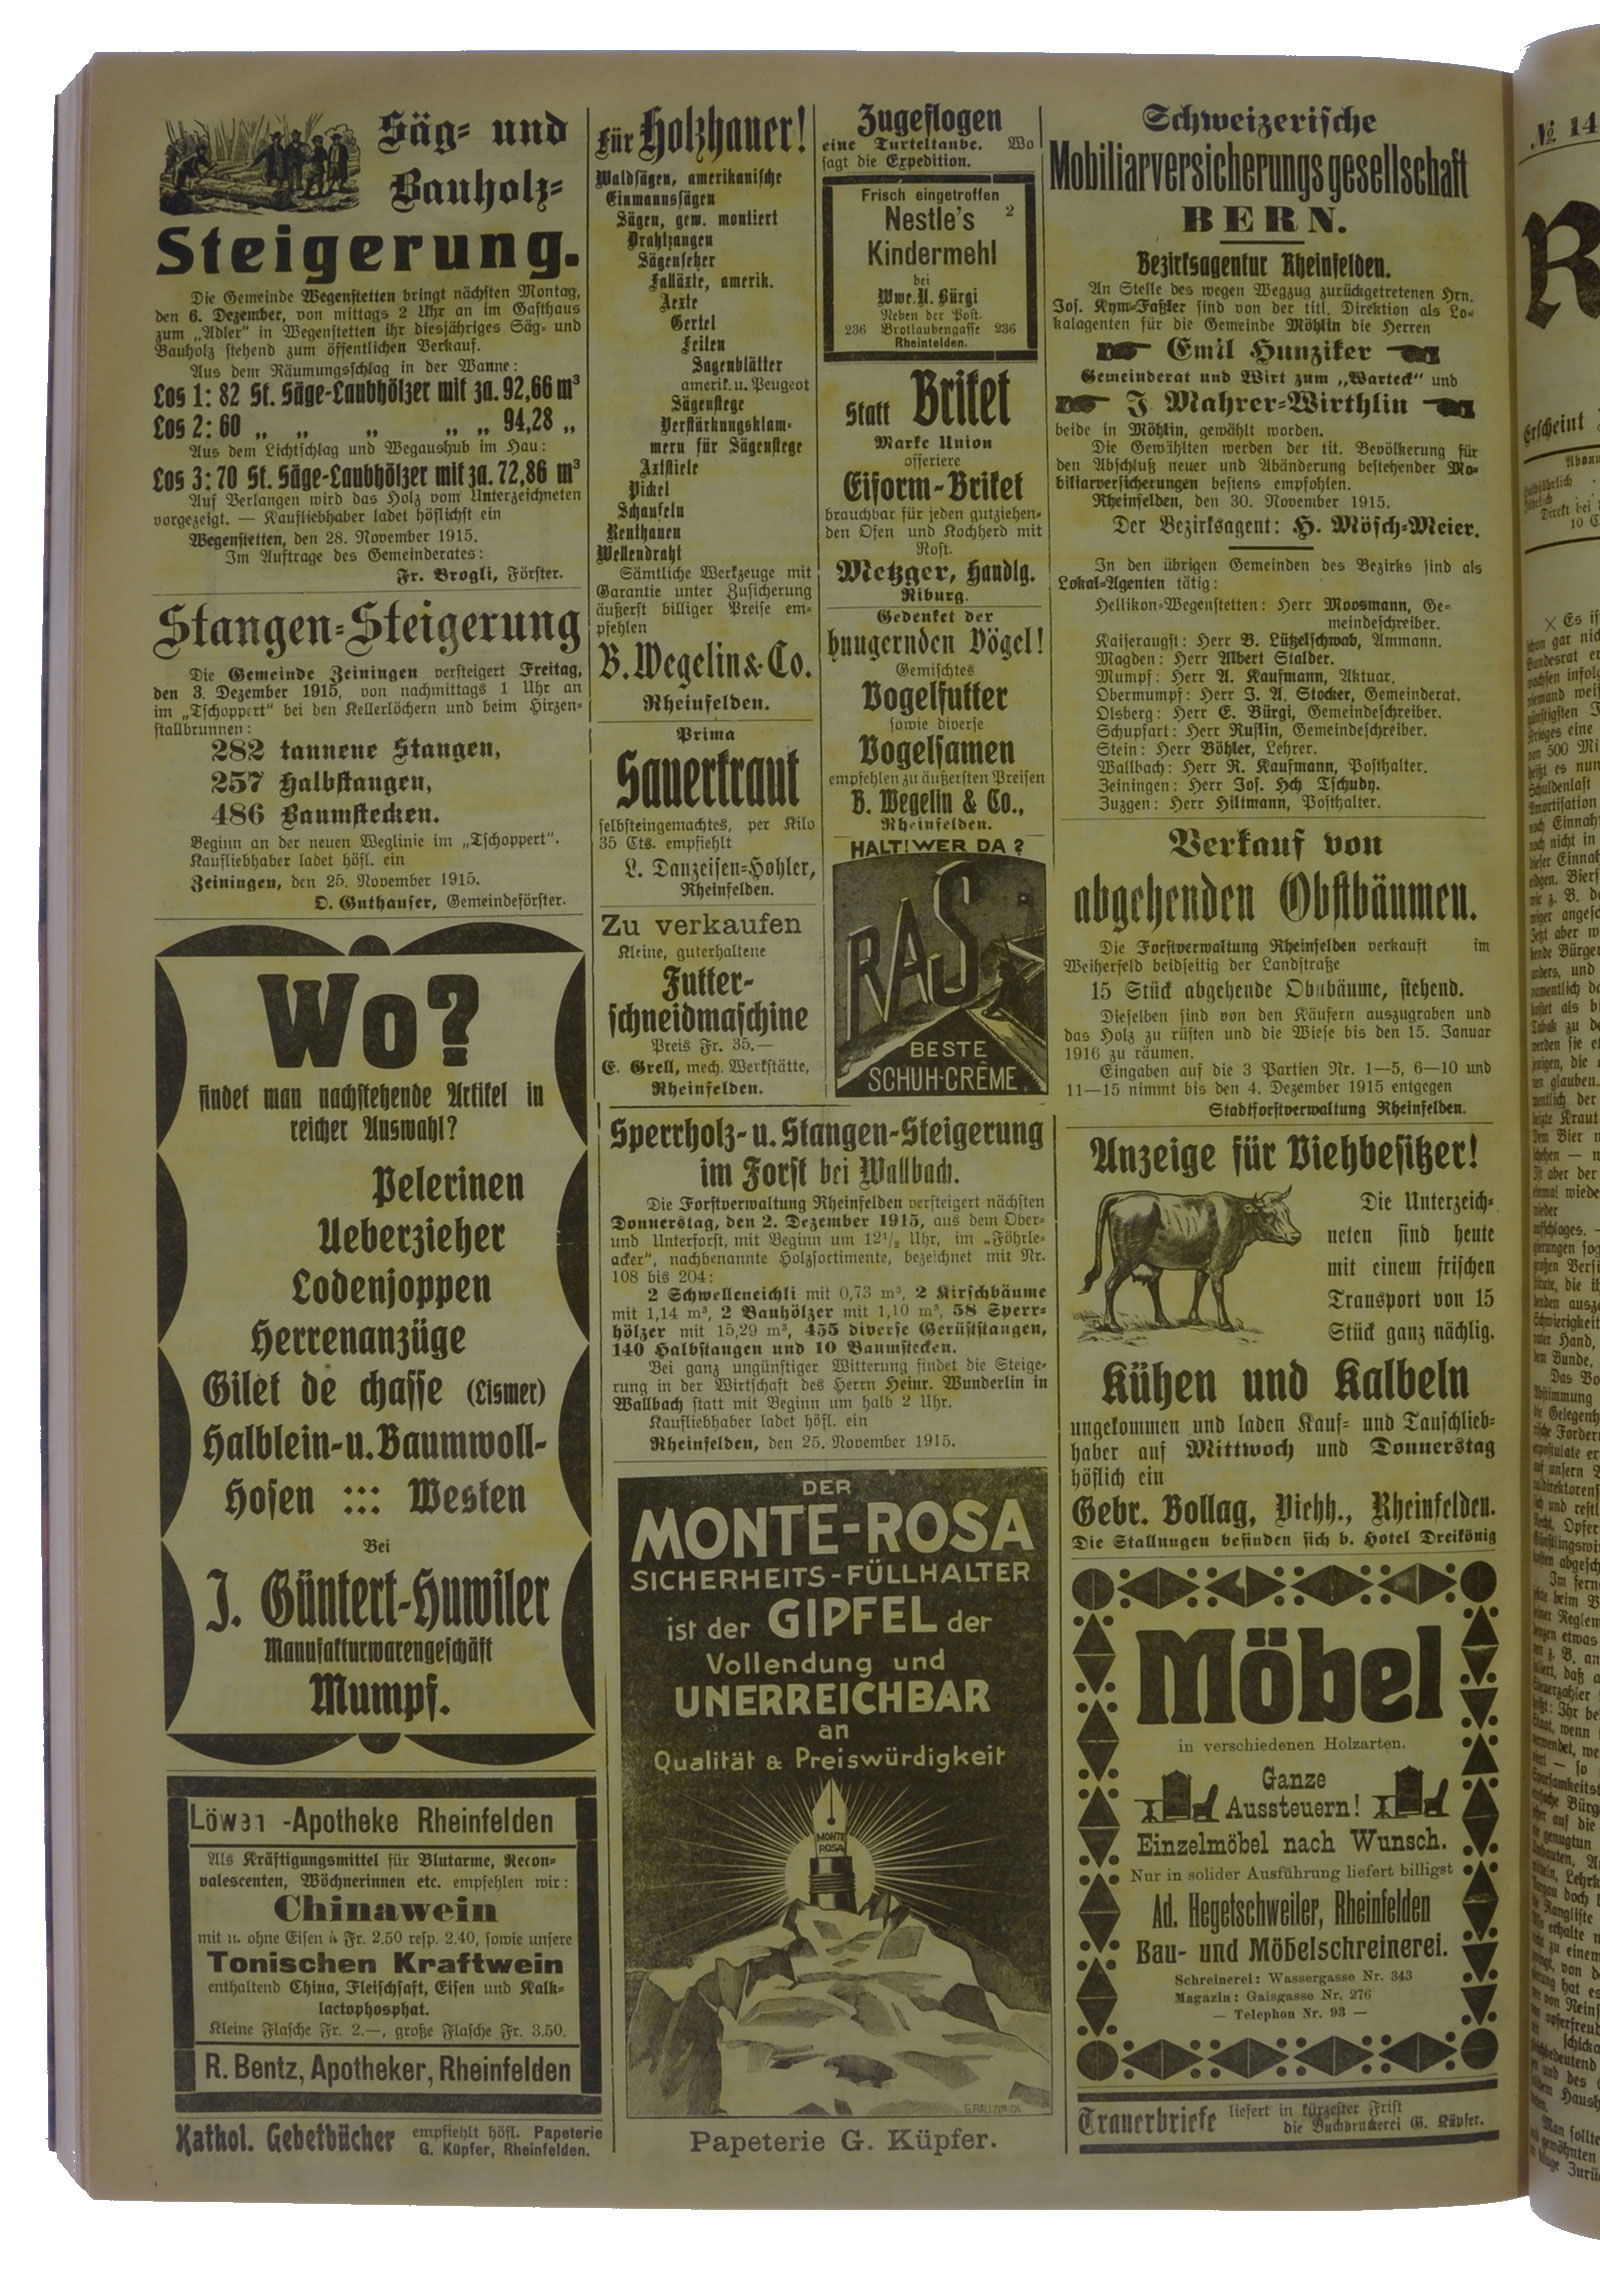 Säg- und
Bauholz-
Steigerung.
Die Gemeinde Wegenstetten bringt nächsten Montag,
den 6. Dezember, von mittags 2 Uhr an im Gasthaus
zum „Adler" in Wegenstetten ihr diesjähriges Säg- und
Bauholz stehend zum öffentlichen Verkauf.
Aus dem Räumungsschlag in der Wanne:
Los 1: 82 St. Säge-Laubhölzer mit za. 92,66 m³
Los 2: 60 „ „ „ „ „ 94,28 „
Aus dem Lichtschlag und Wegaushub im Hau:
Los 3: 70 St. Säge-Laubhölzer mit za. 72,86 m³
Auf Verlangen wird das Holz vom Unterzeichneten
vorgezeigt. — Kaufliebhaber ladet höflichst ein
Wegenstetten, den 28. November 1915.
Im Auftrage des Gemeinderates:
Fr. Brogli, Förster.
Stangen-Steigerung
Die Gemeinde Zeiningen versteigert Freitag,
den 3. Dezember 1915, von nachmittags 1 Uhr an
im „Tschoppert" bei den Kellerlöchern und beim Hirzen-
stallbrunnen:
282 tannene Stangen,
257 Halbstangen,
486 Baumstecken.
Beginn an der neuen Weglinie im „Tschoppert".
Kaufliebhaber ladet höfl. ein
Zeiningen, den 25. November 1915.
O. Guthauser, Gemeindeförster.
Wo?
findet man nachstehende Artikel in
reicher Auswahl?
Pelerinen
Ueberzieher
Lodenjoppen
Herrenanzüge
Gilet de chasse (Lismer)
Halblein- u. Baumwoll-
Hosen ::: Westen
Bei
J. Güntert-Huwiler
Manufakturwarengeschäft
Mumpf.
Löwen-Apotheke Rheinfelden
Als Kräftigungsmittel für Blutarme, Recon-
valescenten, Wöchnerinnen etc. empfehlen wir:
Chinawein
mit u. ohne Eisen à Fr. 2.50 resp. 2.40, sowie unsere
Tonischen Kraftwein
enthaltend China, Fleischsaft, Eisen und Kalk-
lactophosphat.
Kleine Flasche Fr. 2.—, große Flasche Fr. 3.50.
R. Bentz, Apotheker, Rheinfelden
Kathol. Gebetbücher empfiehlt höfl. Papeterie
G. Küpfer, Rheinfelden.
Für Holzhauer!
Waldsägen, amerikanische
Einmannssägen
Sägen, gew. montiert
Drahtzangen
Sägensetzer
Fälläxte, amerik.
Aexte
Gertel
Feilen
Sagenblätter
amerik. u. Peugeot
Sägenstege
Verstärkungsklam-
mern für Sägenstege
Axtstiele
Pickel
Schaufeln
Reuthauen
Wellendraht
Sämtliche Werkzeuge mit
Garantie unter Zusicherung
äußerst billiger Preise em-
pfehlen
B. Wegelin & Co.
Rheinfelden.
Prima
Sauerkraut
selbsteingemachtes, per Kilo
35 Cts. empfiehlt
L. Danzeisen-Hohler,
Rheinfelden.
Zu verkaufen
Kleine, guterhaltene
Futter-
schneidmaschine
Preis Fr. 35.—
E. Grell, mech. Werkstätte,
Rheinfelden.
Zugeflogen
eine Turteltaube. Wo
sagt die Expedition.
Frisch eingetroffen
Nestle's 2
Kindermehl
bei
Wwe. A. Bürgi
Neben der Post.
236 Brotlaubengasse 236
Rheinfelden.
Statt Briket
Marke Union
offeriere
Eiform-Briket
brauchbar für jeden gutziehen-
den Ofen und Kochherd mit
Rost.
Metzger, Handlg.
Riburg.
Gedenket der
hungernden Vögel!
Gemischtes
Vogelfutter
sowie diverse
Vogelsamen
empfehlen zu äußersten Preisen
B. Wegelin & Co.,
Rheinfelden.
HALT! WER DA?
RAS
BESTE
SCHUH-CRÊME
Sperrholz- u. Stangen-Steigerung
im Forst bei Wallbach.
Die Forstverwaltung Rheinfelden versteigert nächsten
Donnerstag, den 2. Dezember 1915, aus dem Ober-
und Unterforst, mit Beginn um 12½ Uhr, im „Föhrle-
acker", nachbenannte Holzsortimente, bezeichnet mit Nr.
108 bis 204:
2 Schwelleneichli mit 0,73 m³, 2 Kirschbäume
mit 1,14 m³, 2 Bauhölzer mit 1,10 m³, 58 Sperr-
hölzer mit 15,29 m³, 455 diverse Gerüststangen,
140 Halbstangen und 10 Baumstecken.
Bei ganz ungünstiger Witterung findet die Steige-
rung in der Wirtschaft des Herrn Heinr. Wunderlin in
Wallbach statt mit Beginn um halb 2 Uhr.
Kaufliebhaber ladet höfl. ein
Rheinfelden, den 25. November 1915.
DER
MONTE-ROSA
SICHERHEITS-FÜLLHALTER
ist der GIPFEL der
Vollendung und
UNERREICHBAR
an
Qualität & Preiswürdigkeit
MONTE
ROSA
Papeterie G. Küpfer.
Schweizerische
Mobiliarversicherungsgesellschaft
BERN.
Bezirksagentur Rheinfelden.
An Stelle des wegen Wegzug zurückgetretenen Hrn.
Jos. Kym-Faßler sind von der titl. Direktion als Lo-
kalagenten für die Gemeinde Möhlin die Herren
Emil Hunziker
Gemeinderat und Wirt zum „Warteck" und
J. Mahrer-Wirthlin
beide in Möhlin, gewählt worden.
Die Gewählten werden der tit. Bevölkerung für
den Abschluß neuer und Abänderung bestehender Mo-
biliarversicherungen bestens empfohlen.
Rheinfelden, den 30. November 1915.
Der Bezirksagent: H. Mösch-Meier.
In den übrigen Gemeinden des Bezirks sind als
Lokal-Agenten tätig:
Hellikon-Wegenstetten: Herr Moosmann, Ge-
meindeschreiber.
Kaiseraugst: Herr B. Lützelschwab, Ammann.
Magden: Herr Albert Stalder.
Mumpf: Herr A. Kaufmann, Aktuar.
Obermumpf: Herr J. A. Stocker, Gemeinderat.
Olsberg: Herr E. Bürgi, Gemeindeschreiber.
Schupfart: Herr Ruflin, Gemeindeschreiber.
Stein: Herr Böhler, Lehrer.
Wallbach: Herr R. Kaufmann, Posthalter.
Zeiningen: Herr Jos. Hch Tschudy.
Zuzgen: Herr Hiltmann, Posthalter.
Verkauf von
abgehenden Obstbäumen.
Die Forstverwaltung Rheinfelden verkauft im
Weiherfeld beidseitig der Landstraße
15 Stück abgehende Obstbäume, stehend.
Dieselben sind von den Käufern auszugraben und
das Holz zu rüsten und die Wiese bis den 15. Januar
1916 zu räumen.
Eingaben auf die 3 Partien Nr. 1—5, 6—10 und
11—15 nimmt bis den 4. Dezember 1915 entgegen
Stadtforstverwaltung Rheinfelden.
Anzeige für Viehbesitzer!
Die Unterzeich-
neten sind heute
mit einem frischen
Transport von 15
Stück ganz nächtig.
Kühen und Kalbeln
angekommen und laden Kauf- und Tauschlieb-
haber auf Mittwoch und Donnerstag
höflich ein
Gebr. Bollag, Viehh., Rheinfelden.
Die Stallungen befinden sich b. Hotel Dreikönig
Möbel
in verschiedenen Holzarten.
Ganze
Aussteuern!
Einzelmöbel nach Wunsch.
Nur in solider Ausführung liefert billigst
Ad. Hegetschweiler, Rheinfelden
Bau- und Möbelschreinerei.
Schreinerei: Wassergasse Nr. 343
Magazin: Gaisgasse Nr. 276
— Telephon Nr. 93 —
Trauerbriefe liefert in kürzester Frist
die Buchdruckerei G. Küpfer.
№ 14
R
Erscheint